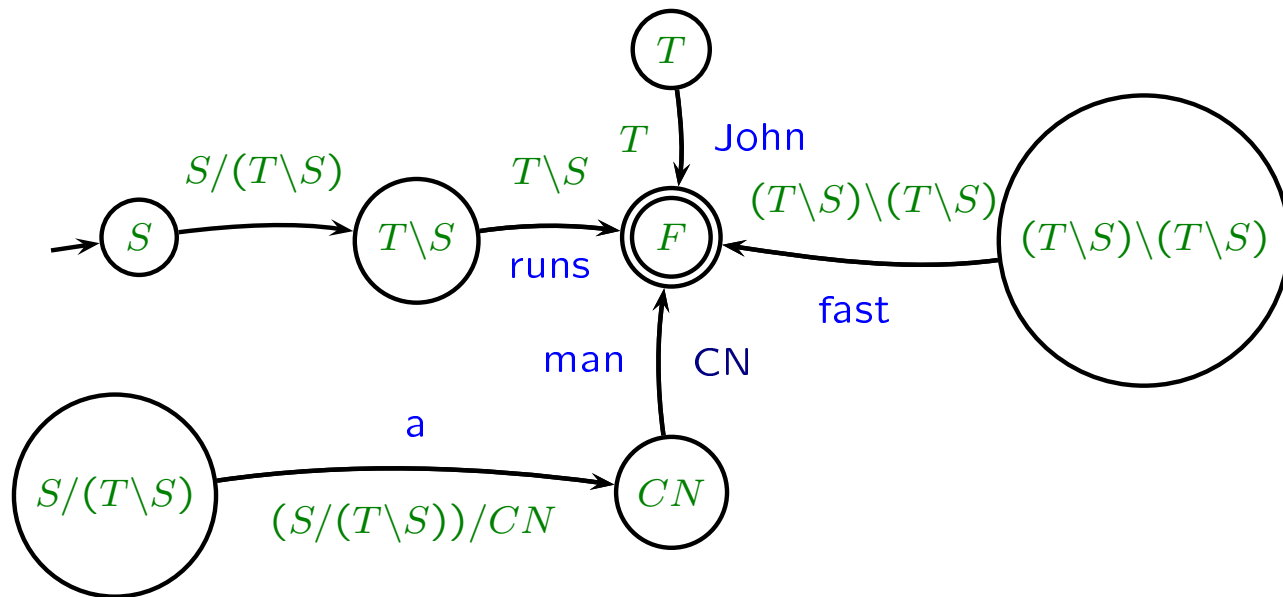 T
T
John
S/(T\S)
T\S
(T\S)\(T\S)
S
T\S
F
(T\S)\(T\S)
runs
fast
man
CN
a
S/(T\S)
CN
(S/(T\S))/CN